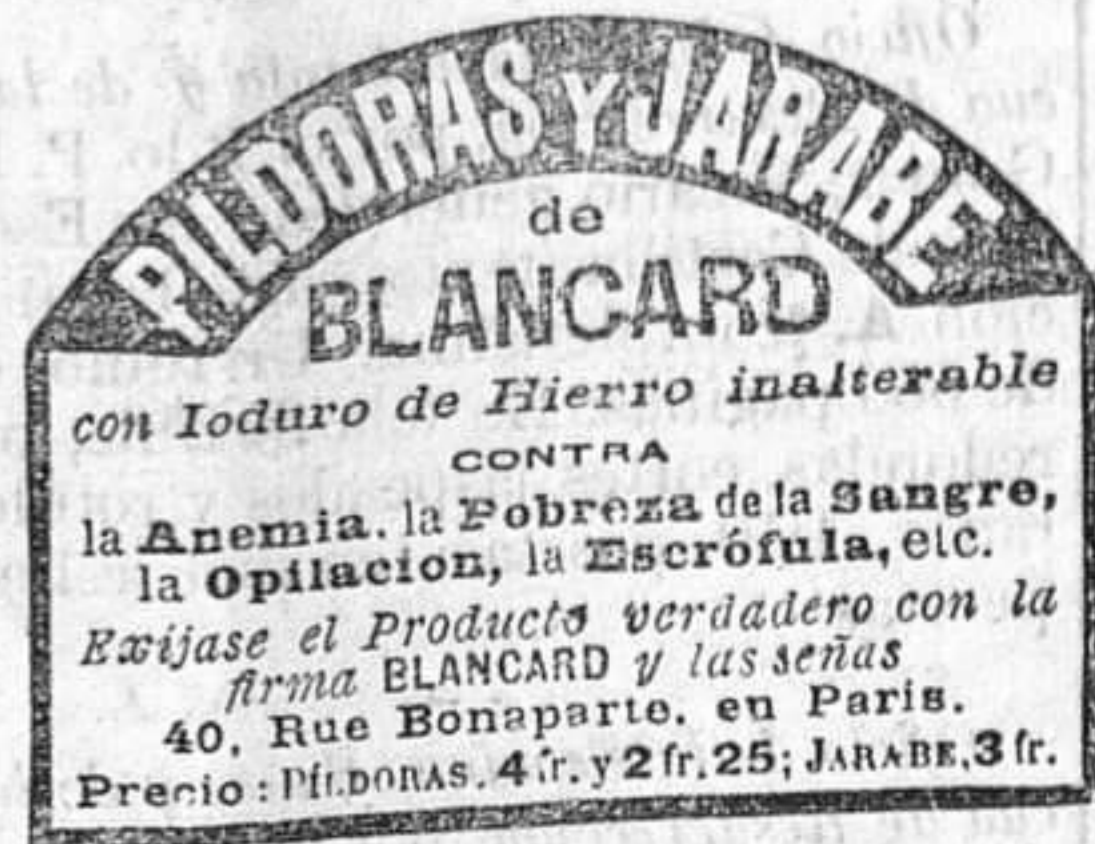 PILDORAS Y JARABE
de
BLANCARD
con Ioduro de Hierro inalterable
CONTRA
la Anemia, la Pobreza de la Sangre,
la Opilacion, la Escrófula, etc.
Exíjase el Producto verdadero con la
firma BLANCARD y las señas
40, Rue Bonaparte, en Paris.
Precio: PÍLDORAS, 4 fr. y 2 fr. 25; JARABE, 3 fr.